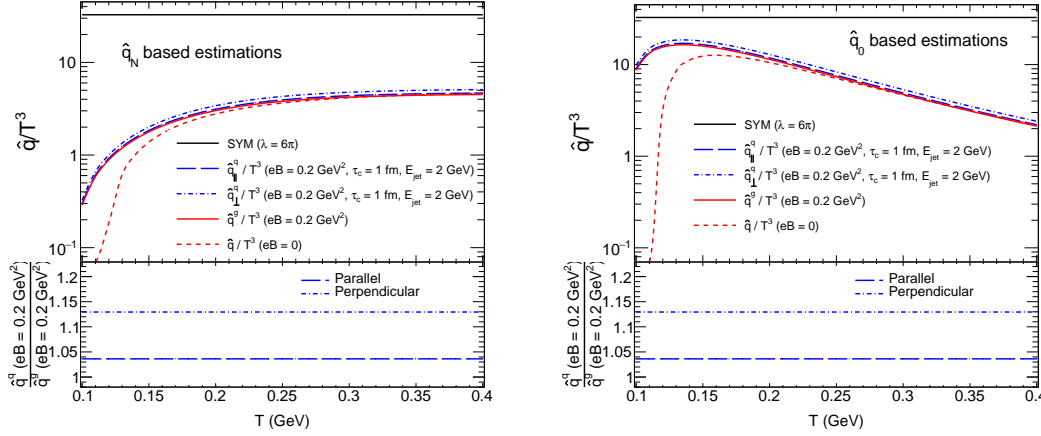 q̂_N based estimations
q̂/T³
10
1
10⁻¹
SYM (λ = 6π)
q̂^q_∥ / T³ (eB = 0.2 GeV², τ_c = 1 fm, E_jet = 2 GeV)
q̂^q_⊥ / T³ (eB = 0.2 GeV², τ_c = 1 fm, E_jet = 2 GeV)
q̂^g / T³ (eB = 0.2 GeV²)
q̂ / T³ (eB = 0)
q̂^q (eB = 0.2 GeV²)
q̂^g (eB = 0.2 GeV²)
1.2
1.15
1.1
1.05
1
Parallel
Perpendicular
0.1 0.15 0.2 0.25 0.3 0.35 0.4
T (GeV)
q̂_0 based estimations
q̂/T³
10
1
10⁻¹
SYM (λ = 6π)
q̂^q_∥ / T³ (eB = 0.2 GeV², τ_c = 1 fm, E_jet = 2 GeV)
q̂^q_⊥ / T³ (eB = 0.2 GeV², τ_c = 1 fm, E_jet = 2 GeV)
q̂^g / T³ (eB = 0.2 GeV²)
q̂ / T³ (eB = 0)
q̂^q (eB = 0.2 GeV²)
q̂^g (eB = 0.2 GeV²)
1.2
1.15
1.1
1.05
1
Parallel
Perpendicular
0.1 0.15 0.2 0.25 0.3 0.35 0.4
T (GeV)